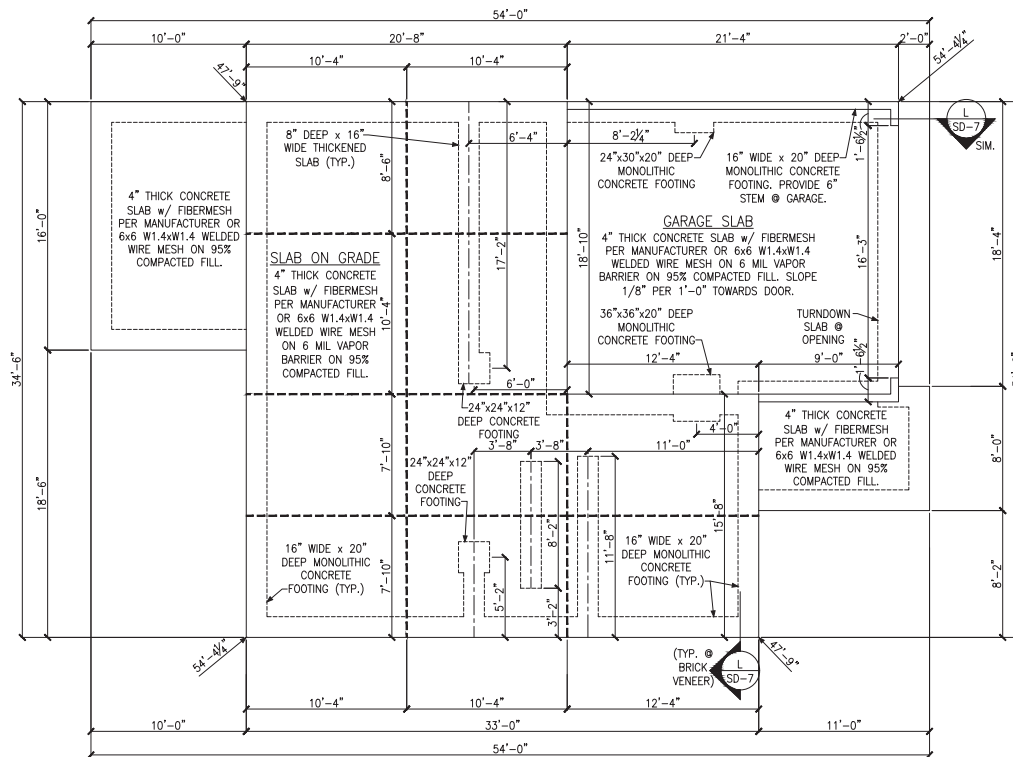 54'-0"
10'-0"
20'-8"
21'-4"
2'-0"
10'-4"
10'-4"
47'-9"
54'-4¼"
8" DEEP x 16"
WIDE THICKENED
SLAB (TYP.)
6'-4"
8'-2¼"
24"x30"x20" DEEP
MONOLITHIC
CONCRETE FOOTING
16" WIDE x 20" DEEP
MONOLITHIC CONCRETE
FOOTING. PROVIDE 6"
STEM @ GARAGE.
1'-6½"
L
SD-7
SIM.
8'-6"
16'-0"
4" THICK CONCRETE
SLAB w/ FIBERMESH
PER MANUFACTURER OR
6x6 W1.4xW1.4 WELDED
WIRE MESH ON 95%
COMPACTED FILL.
SLAB ON GRADE
4" THICK CONCRETE
SLAB w/ FIBERMESH
PER MANUFACTURER
OR 6x6 W1.4xW1.4
WELDED WIRE MESH
ON 6 MIL VAPOR
BARRIER ON 95%
COMPACTED FILL.
10'-4"
17'-2"
18'-10"
GARAGE SLAB
4" THICK CONCRETE SLAB w/ FIBERMESH
PER MANUFACTURER OR 6x6 W1.4xW1.4
WELDED WIRE MESH ON 6 MIL VAPOR
BARRIER ON 95% COMPACTED FILL. SLOPE
1/8" PER 1'-0" TOWARDS DOOR.
16'-3"
18'-4"
36"x36"x20" DEEP
MONOLITHIC
CONCRETE FOOTING
TURNDOWN
SLAB @
OPENING
12'-4"
9'-0"
1'-6½"
34'-6"
6'-0"
24"x24"x12"
DEEP CONCRETE
FOOTING
4'-0"
4" THICK CONCRETE
SLAB w/ FIBERMESH
PER MANUFACTURER OR
6x6 W1.4xW1.4 WELDED
WIRE MESH ON 95%
COMPACTED FILL.
3'-8"
3'-8"
11'-0"
24"x24"x12"
DEEP
CONCRETE
FOOTING
7'-10"
18'-6"
8'-0"
15'-8"
8'-2"
11'-8"
16" WIDE x 20"
DEEP MONOLITHIC
CONCRETE
FOOTING (TYP.)
16" WIDE x 20"
DEEP MONOLITHIC
CONCRETE
FOOTING (TYP.)
7'-10"
5'-2"
3'-2"
8'-2"
54'-4¼"
(TYP. @
BRICK
VENEER)
L
SD-7
47'-9"
10'-4"
10'-4"
12'-4"
10'-0"
33'-0"
11'-0"
54'-0"